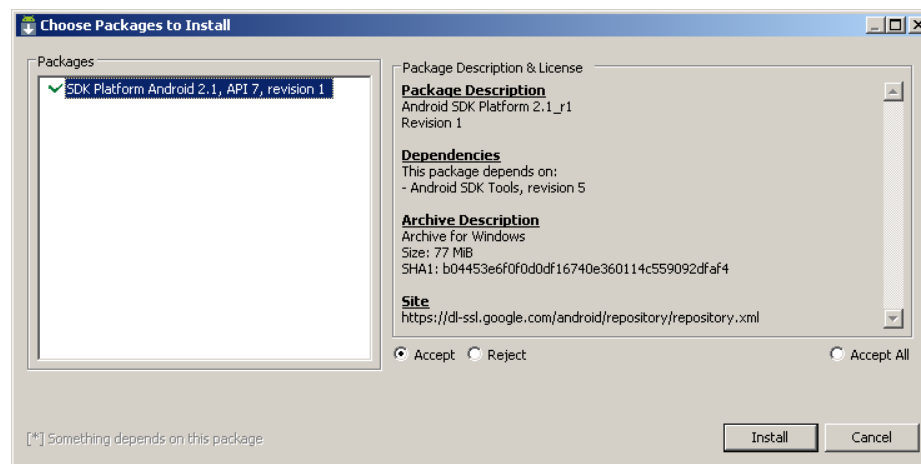 Choose Packages to Install
Packages
SDK Platform Android 2.1, API 7, revision 1
Package Description & License
Package Description
Android SDK Platform 2.1_r1
Revision 1
Dependencies
This package depends on:
- Android SDK Tools, revision 5
Archive Description
Archive for Windows
Size: 77 MiB
SHA1: b04453e6f0f0d0df16740e360114c559092dfaf4
Site
https://dl-ssl.google.com/android/repository/repository.xml
Accept Reject Accept All
[*] Something depends on this package
Install Cancel